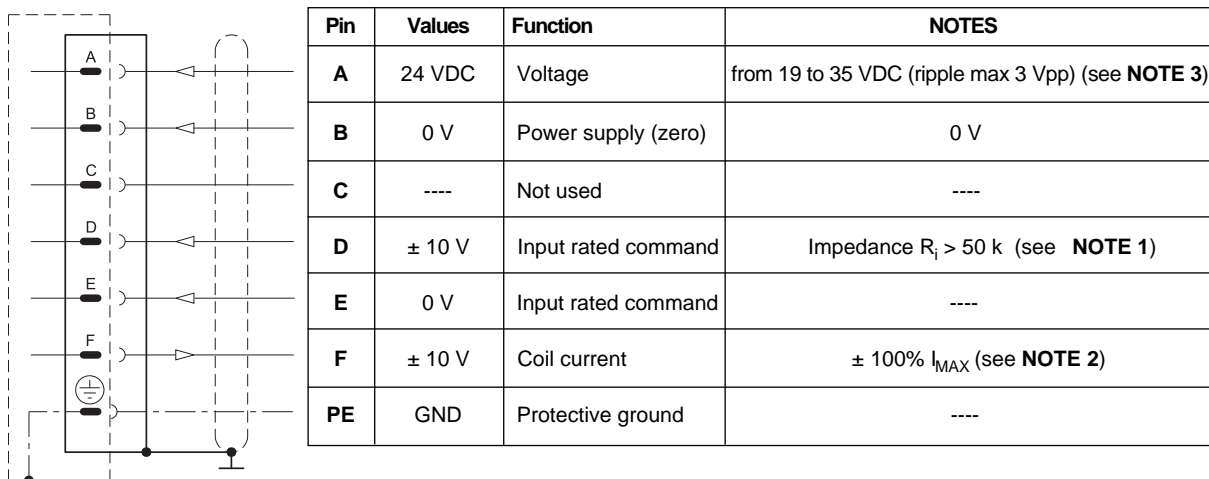 A
B
C
D
E
F
Pin Values Function NOTES
A 24 VDC Voltage from 19 to 35 VDC (ripple max 3 Vpp) (see NOTE 3)
B 0 V Power supply (zero) 0 V
C ---- Not used ----
D ± 10 V Input rated command Impedance Ri > 50 k (see NOTE 1)
E 0 V Input rated command ----
F ± 10 V Coil current ± 100% IMAX (see NOTE 2)
PE GND Protective ground ----